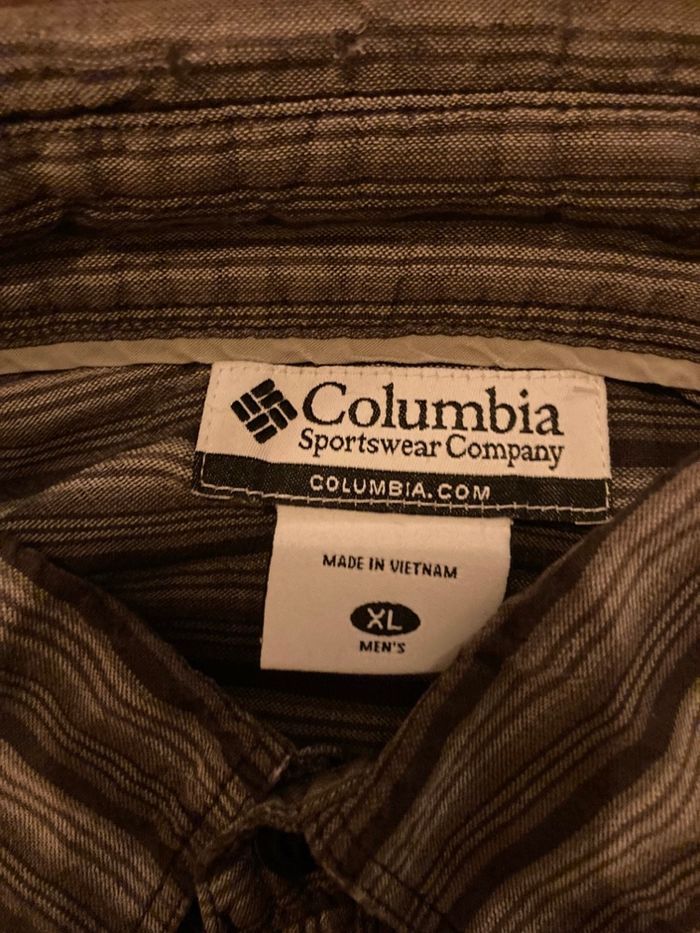 Columbia
Sportswear Company
COLUMBIA.COM
MADE IN VIETNAM
XL
MEN'S